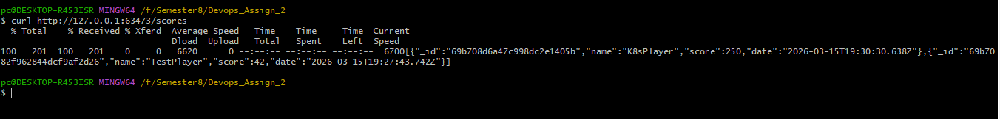 pc@DESKTOP-R453ISR MINGW64 /f/Semester8/Devops_Assign_2
$ curl http://127.0.0.1:63473/scores
  % Total    % Received % Xferd  Average Speed   Time    Time     Time  Current
                                 Dload  Upload   Total   Spent    Left  Speed
100   201  100   201    0     0   6620      0 --:--:-- --:--:-- --:--:--  6700[{"_id":"69b708d6a47c998dc2e1405b","name":"K8sPlayer","score":250,"date":"2026-03-15T19:30:30.638Z"},{"_id":"69b70
82f962844dcf9af2d26","name":"TestPlayer","score":42,"date":"2026-03-15T19:27:43.742Z"}]
pc@DESKTOP-R453ISR MINGW64 /f/Semester8/Devops_Assign_2
$